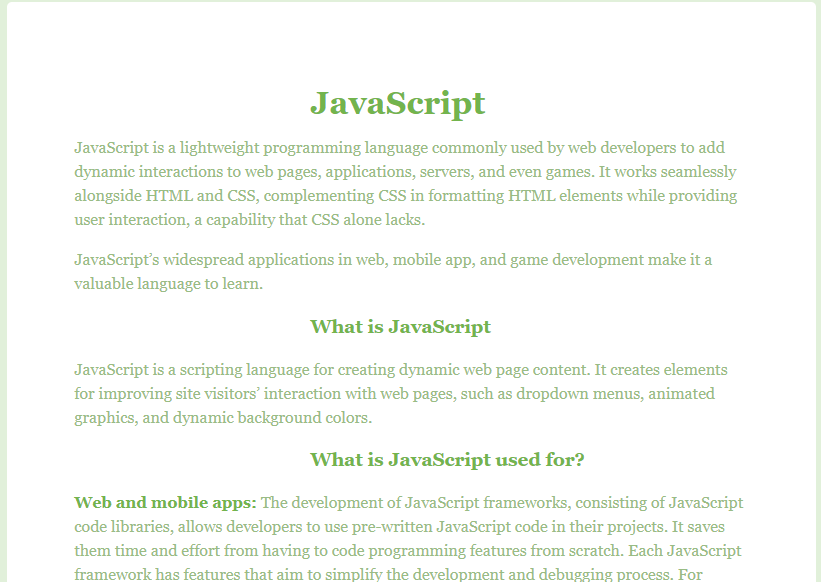 JavaScript
JavaScript is a lightweight programming language commonly used by web developers to add
dynamic interactions to web pages, applications, servers, and even games. It works seamlessly
alongside HTML and CSS, complementing CSS in formatting HTML elements while providing
user interaction, a capability that CSS alone lacks.
JavaScript’s widespread applications in web, mobile app, and game development make it a
valuable language to learn.
What is JavaScript
JavaScript is a scripting language for creating dynamic web page content. It creates elements
for improving site visitors’ interaction with web pages, such as dropdown menus, animated
graphics, and dynamic background colors.
What is JavaScript used for?
Web and mobile apps: The development of JavaScript frameworks, consisting of JavaScript
code libraries, allows developers to use pre-written JavaScript code in their projects. It saves
them time and effort from having to code programming features from scratch. Each JavaScript
framework has features that aim to simplify the development and debugging process. For